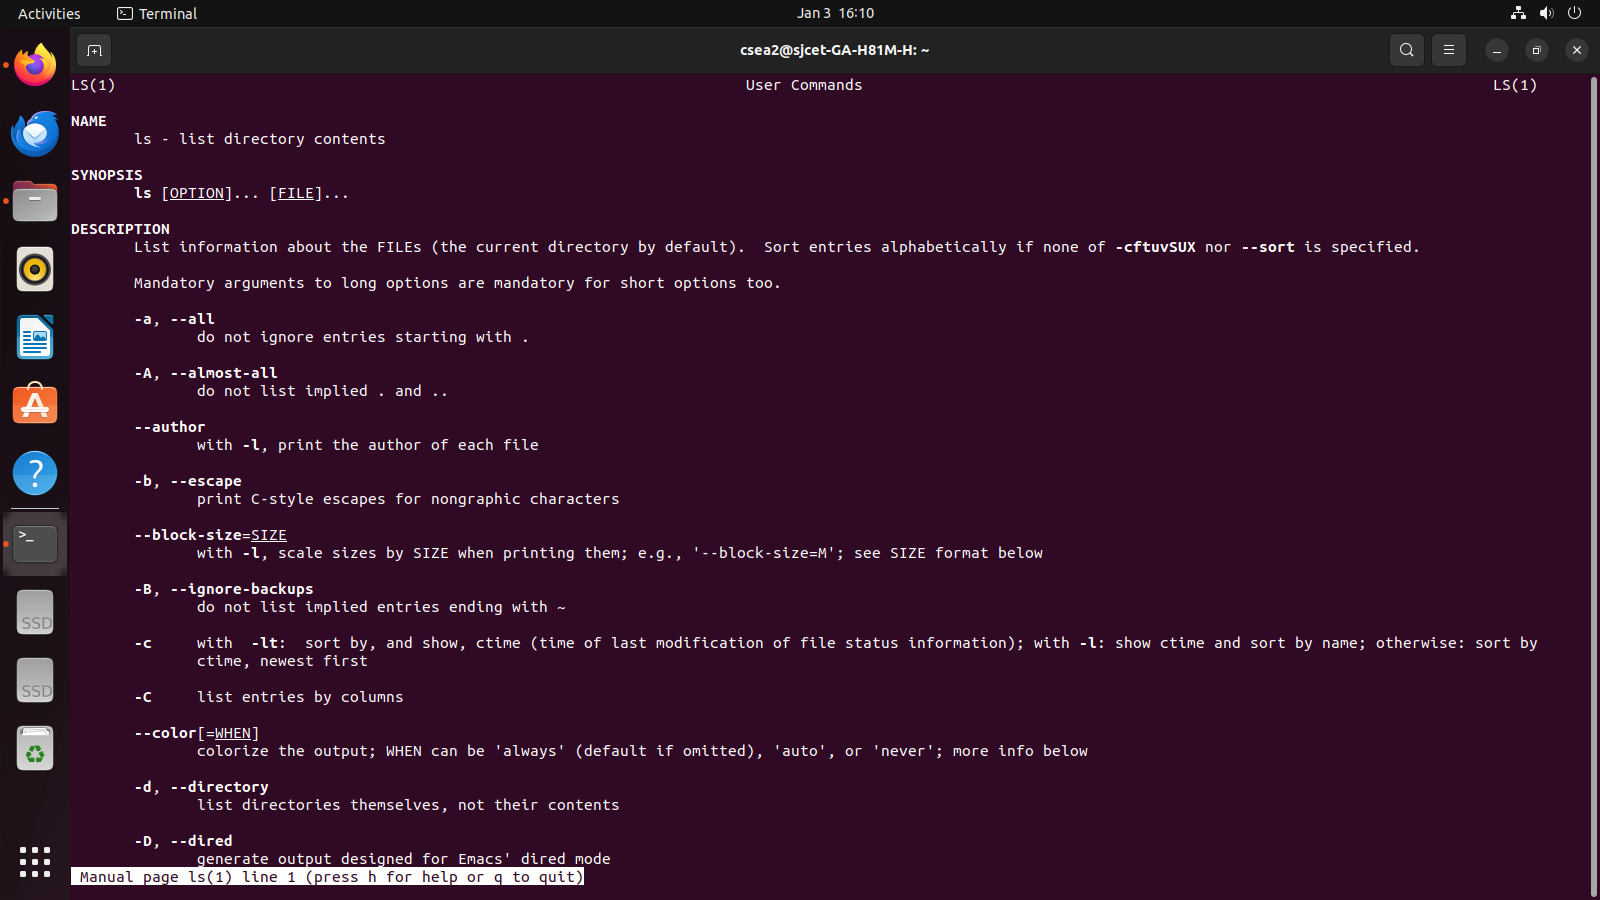 Activities Terminal Jan 3 16:10
csea2@sjcet-GA-H81M-H: ~
LS(1) User Commands LS(1)
NAME
ls - list directory contents
SYNOPSIS
ls [OPTION]... [FILE]...
DESCRIPTION
List information about the FILEs (the current directory by default). Sort entries alphabetically if none of -cftuvSUX nor --sort is specified.
Mandatory arguments to long options are mandatory for short options too.
-a, --all
do not ignore entries starting with .
-A, --almost-all
do not list implied . and ..
--author
with -l, print the author of each file
-b, --escape
print C-style escapes for nongraphic characters
--block-size=SIZE
with -l, scale sizes by SIZE when printing them; e.g., '--block-size=M'; see SIZE format below
-B, --ignore-backups
do not list implied entries ending with ~
-c with -lt: sort by, and show, ctime (time of last modification of file status information); with -l: show ctime and sort by name; otherwise: sort by
ctime, newest first
-C list entries by columns
--color[=WHEN]
colorize the output; WHEN can be 'always' (default if omitted), 'auto', or 'never'; more info below
-d, --directory
list directories themselves, not their contents
-D, --dired
generate output designed for Emacs' dired mode
Manual page ls(1) line 1 (press h for help or q to quit)
>_
SSD
SSD